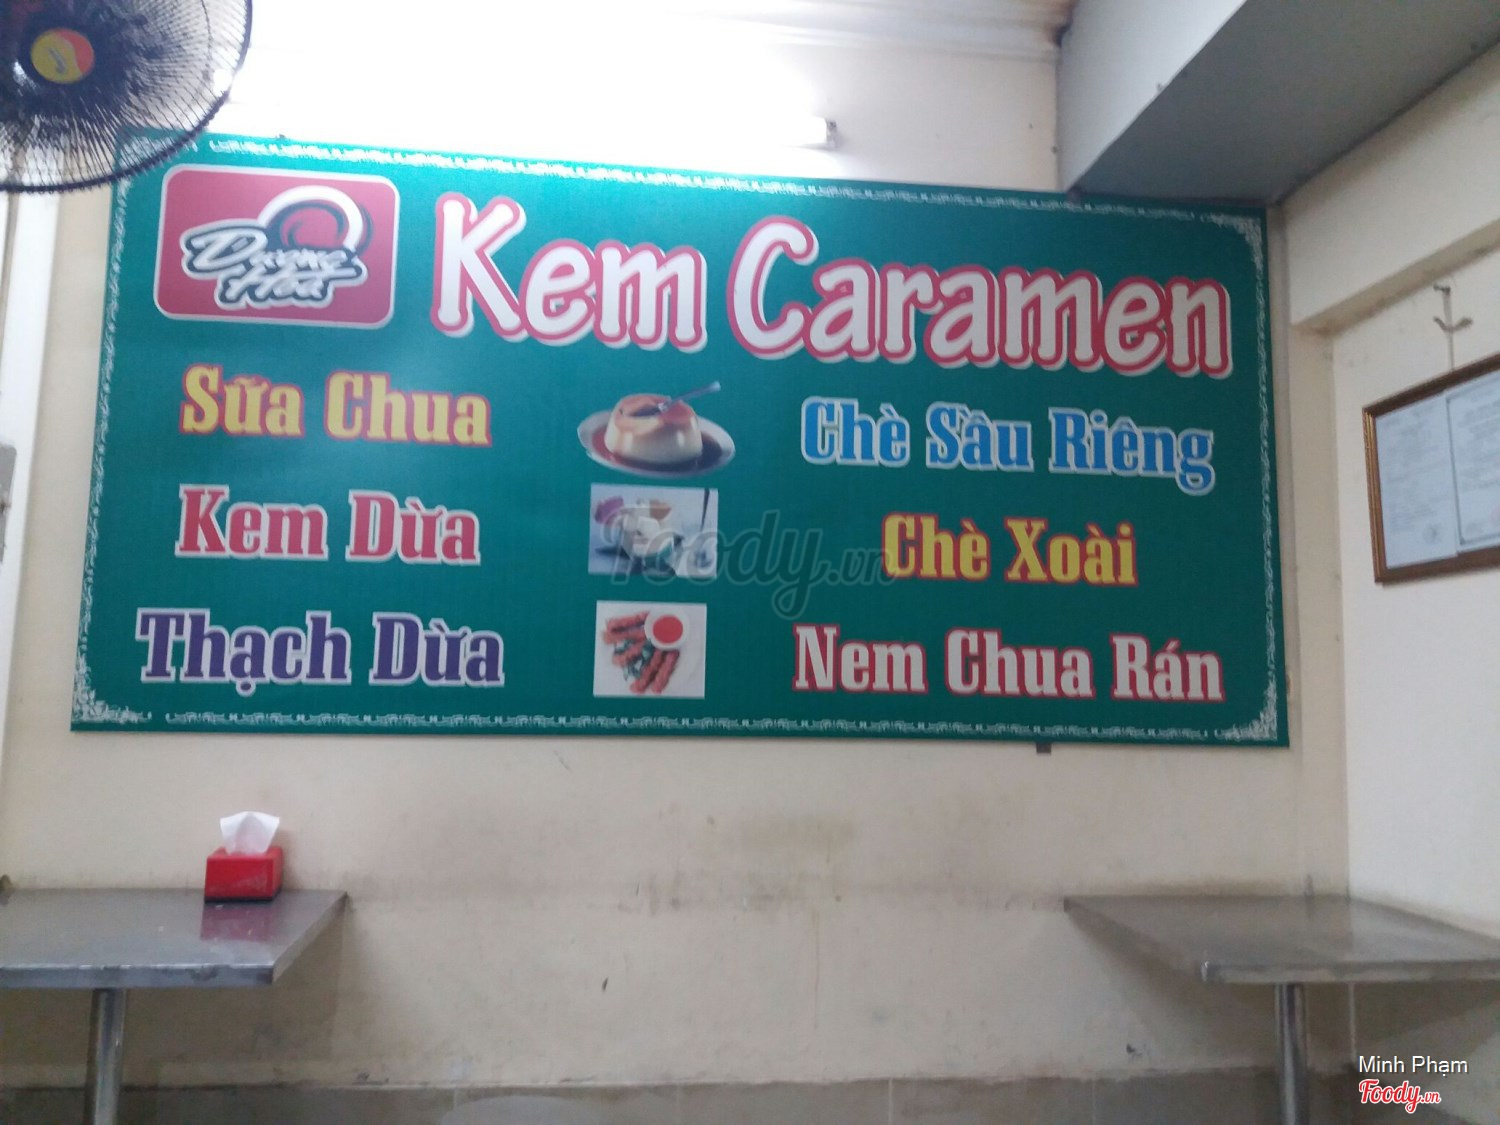 Dương
Hoa
Kem Caramen
Sữa Chua
Chè Sầu Riêng
Kem Dừa
Chè Xoài
Thạch Dừa
Nem Chua Rán
Foody.vn
Minh Phạm
Foody.vn